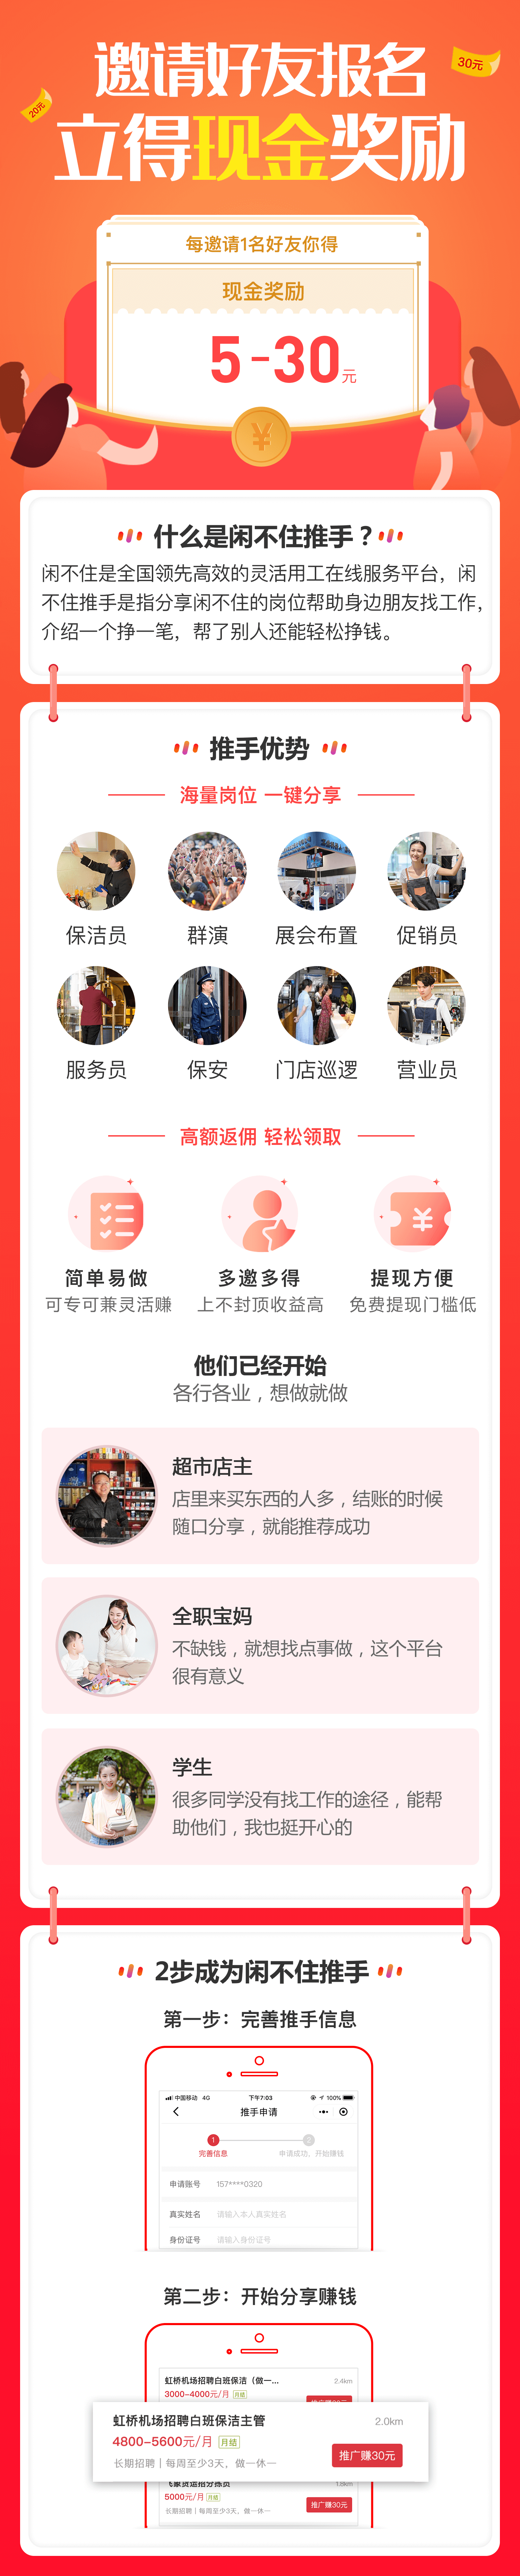 邀请好友报名
30元
20元
立得现金奖励
每邀请1名好友你得
现金奖励
5-30元
¥
什么是闲不住推手？
闲不住是全国领先高效的灵活用工在线服务平台，闲
不住推手是指分享闲不住的岗位帮助身边朋友找工作，
介绍一个挣一笔，帮了别人还能轻松挣钱。
推手优势
海量岗位 一键分享
保洁员
群演
展会布置
促销员
服务员
保安
门店巡逻
营业员
高额返佣 轻松领取
¥
简单易做
多邀多得
提现方便
可专可兼灵活赚
上不封顶收益高
免费提现门槛低
他们已经开始
各行各业，想做就做
超市店主
店里来买东西的人多，结账的时候
随口分享，就能推荐成功
全职宝妈
不缺钱，就想找点事做，这个平台
很有意义
学生
很多同学没有找工作的途径，能帮
助他们，我也挺开心的
2步成为闲不住推手
第一步：完善推手信息
中国移动 4G
下午7:03
100%
推手申请
1
2
完善信息
申请成功，开始赚钱
申请账号 157****0320
真实姓名 请输入本人真实姓名
身份证号 请输入身份证号
第二步：开始分享赚钱
虹桥机场招聘白班保洁（做一...
2.4km
3000-4000元/月 月结
虹桥机场招聘白班保洁主管
2.0km
4800-5600元/月 月结
长期招聘 | 每周至少3天，做一休一
推广赚30元
1.8km
5000元/月 月结
长期招聘 | 每周至少3天，做一休一
推广赚30元